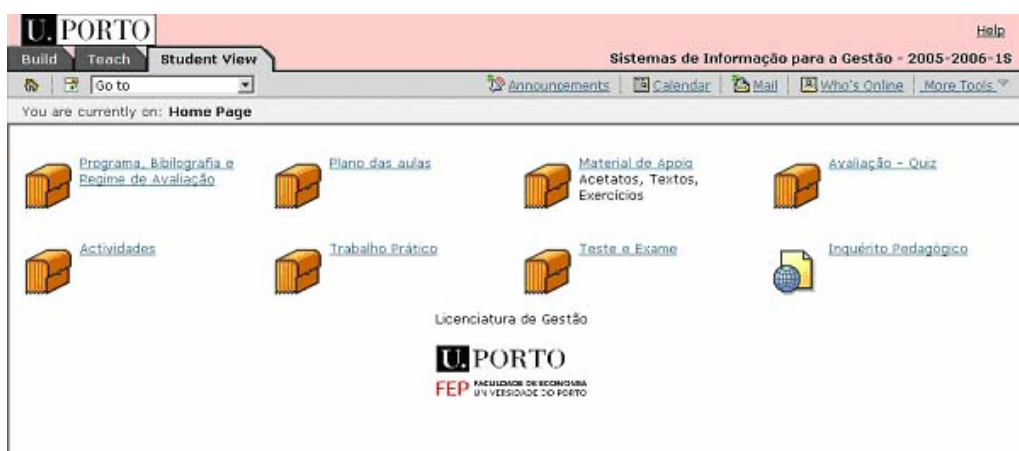 U. PORTO
Help
Build Teach Student View
Sistemas de Informação para a Gestão - 2005-2006-1S
Go to
Announcements Calendar Mail Who's Online More Tools
You are currently on: Home Page
Programa, Bibilografia e
Regime de Avaliação
Plano das aulas
Material de Apoio
Acetatos, Textos,
Exercícios
Avaliação - Quiz
Actividades
Trabalho Prático
Teste e Exame
Inquérito Pedagógico
Licenciatura de Gestão
U. PORTO
FEP FACULDADE DE ECONOMIA
UNIVERSIDADE DO PORTO